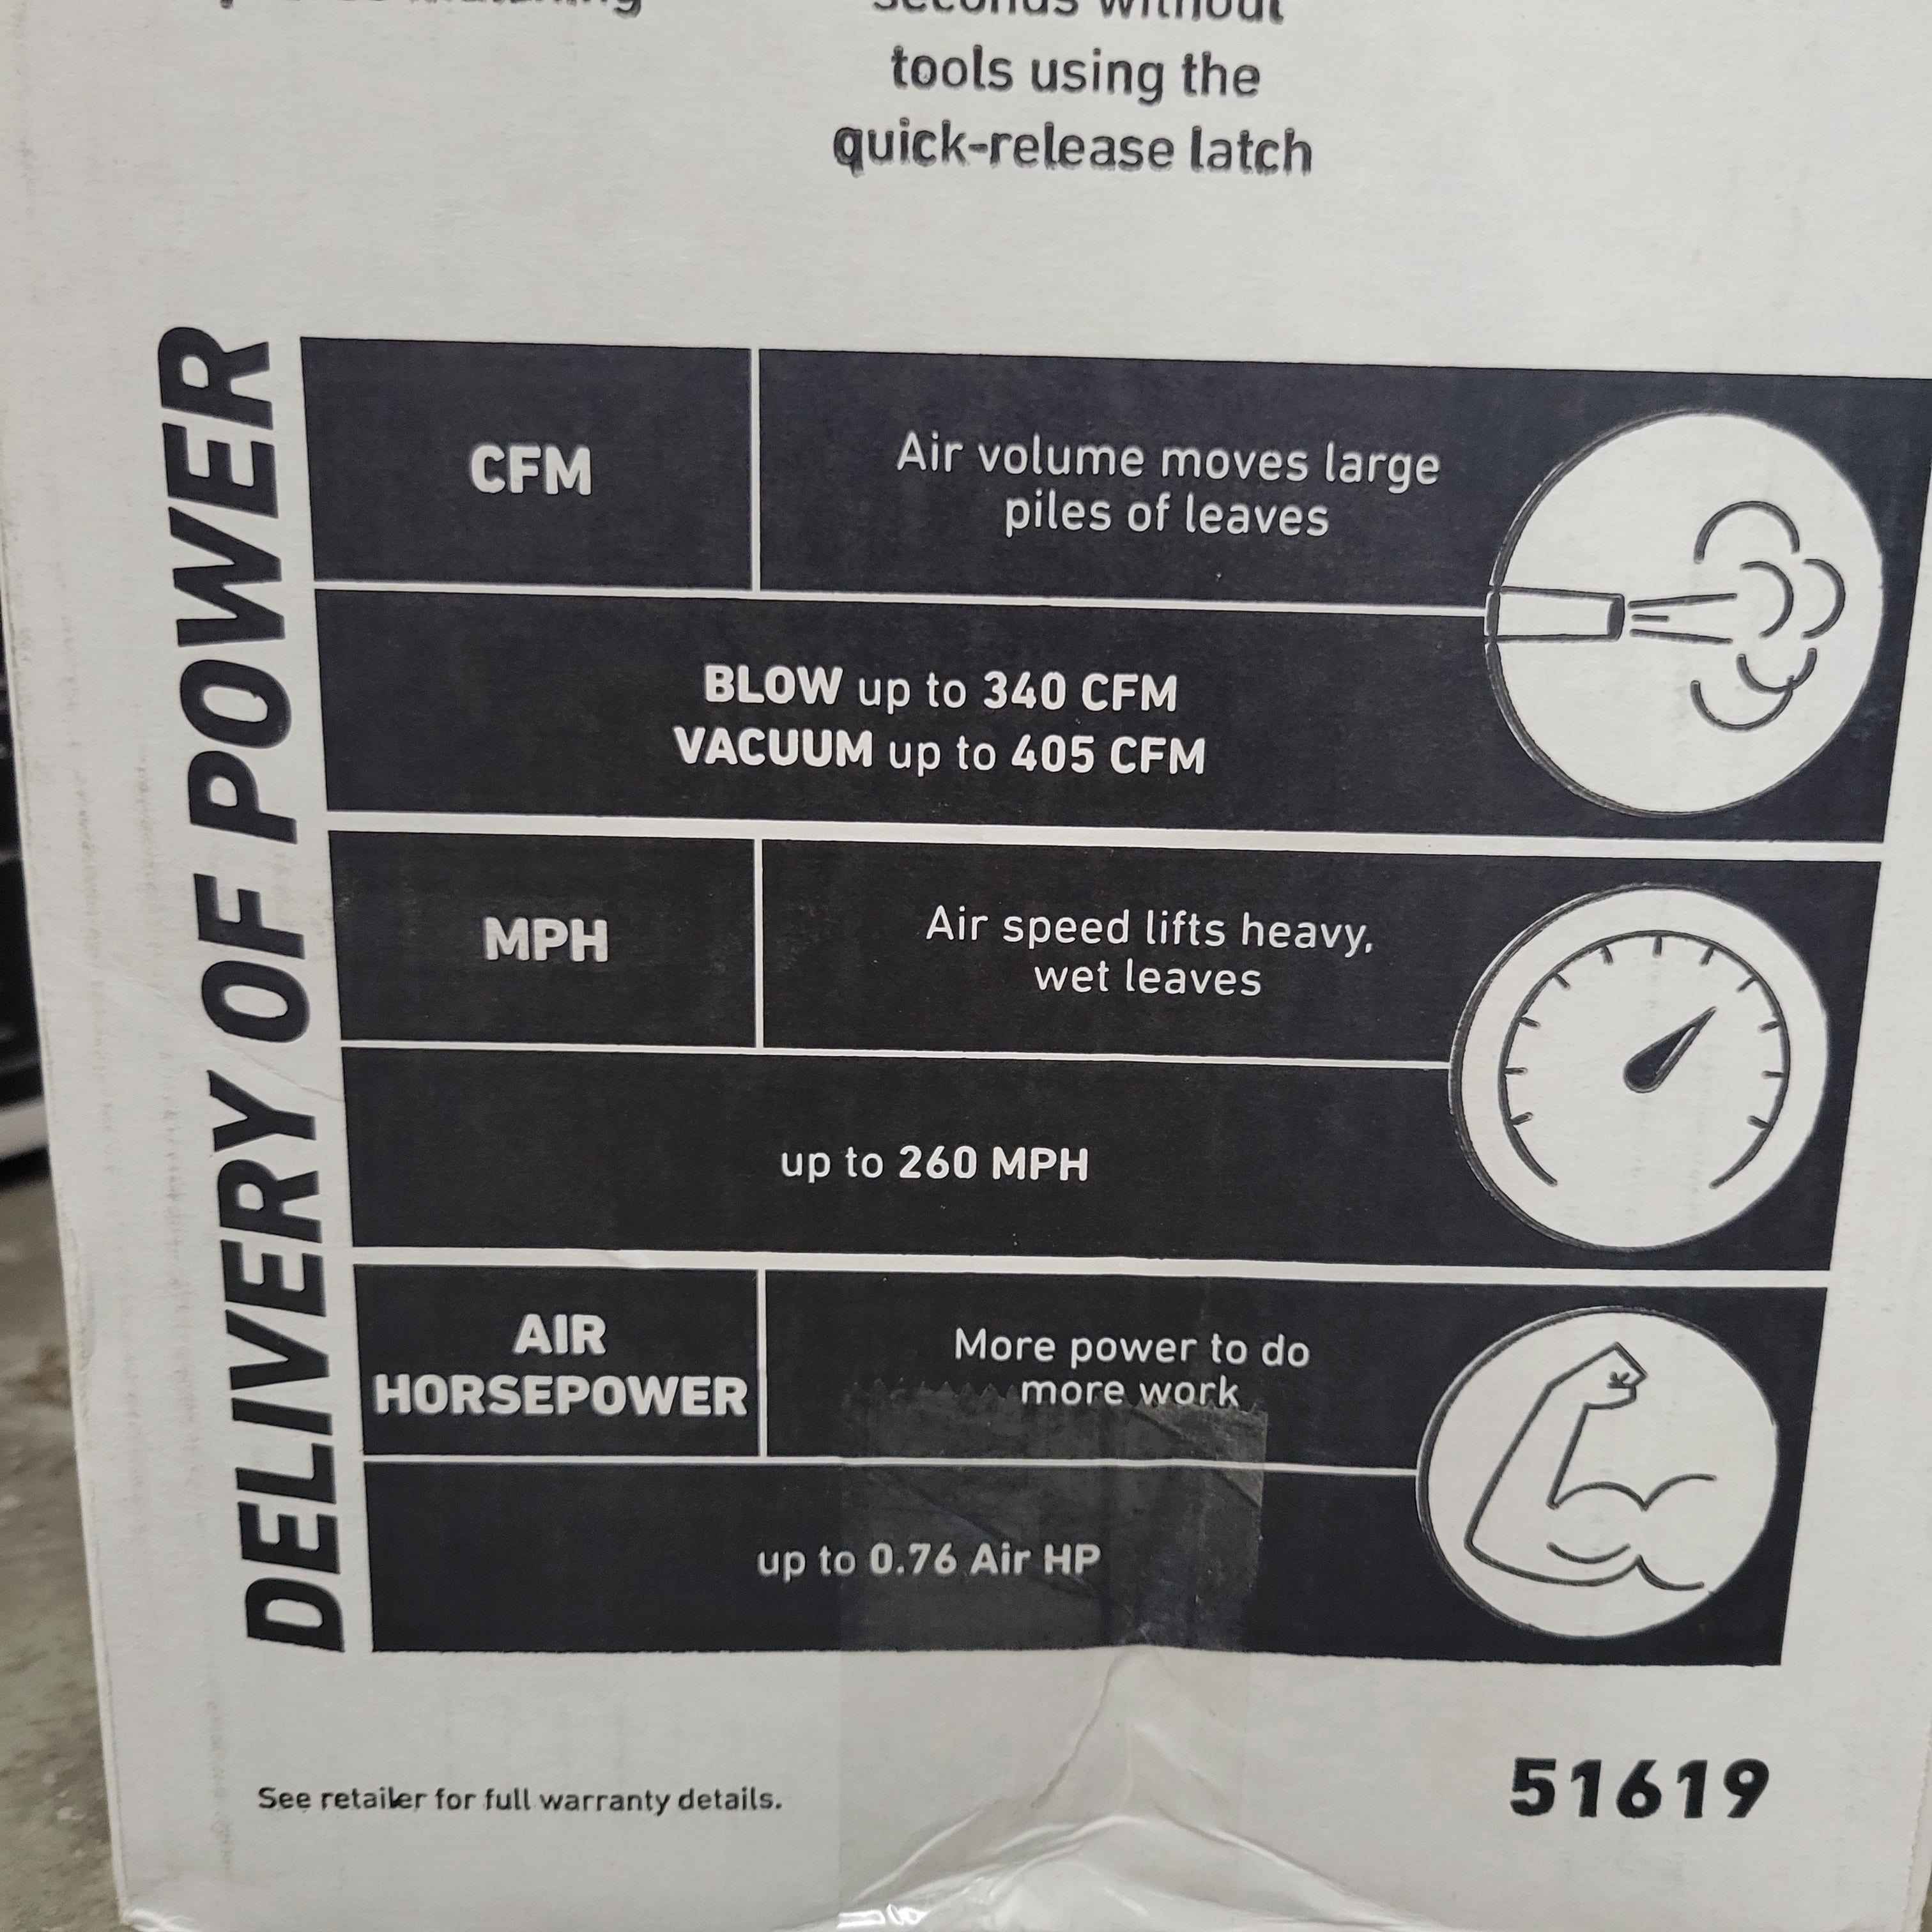 seconds without
tools using the
quick-release latch
DELIVERY OF POWER
CFM
Air volume moves large
piles of leaves
BLOW up to 340 CFM
VACUUM up to 405 CFM
MPH
Air speed lifts heavy,
wet leaves
up to 260 MPH
AIR
HORSEPOWER
More power to do
more work
up to 0.76 Air HP
See retailer for full warranty details.
51619